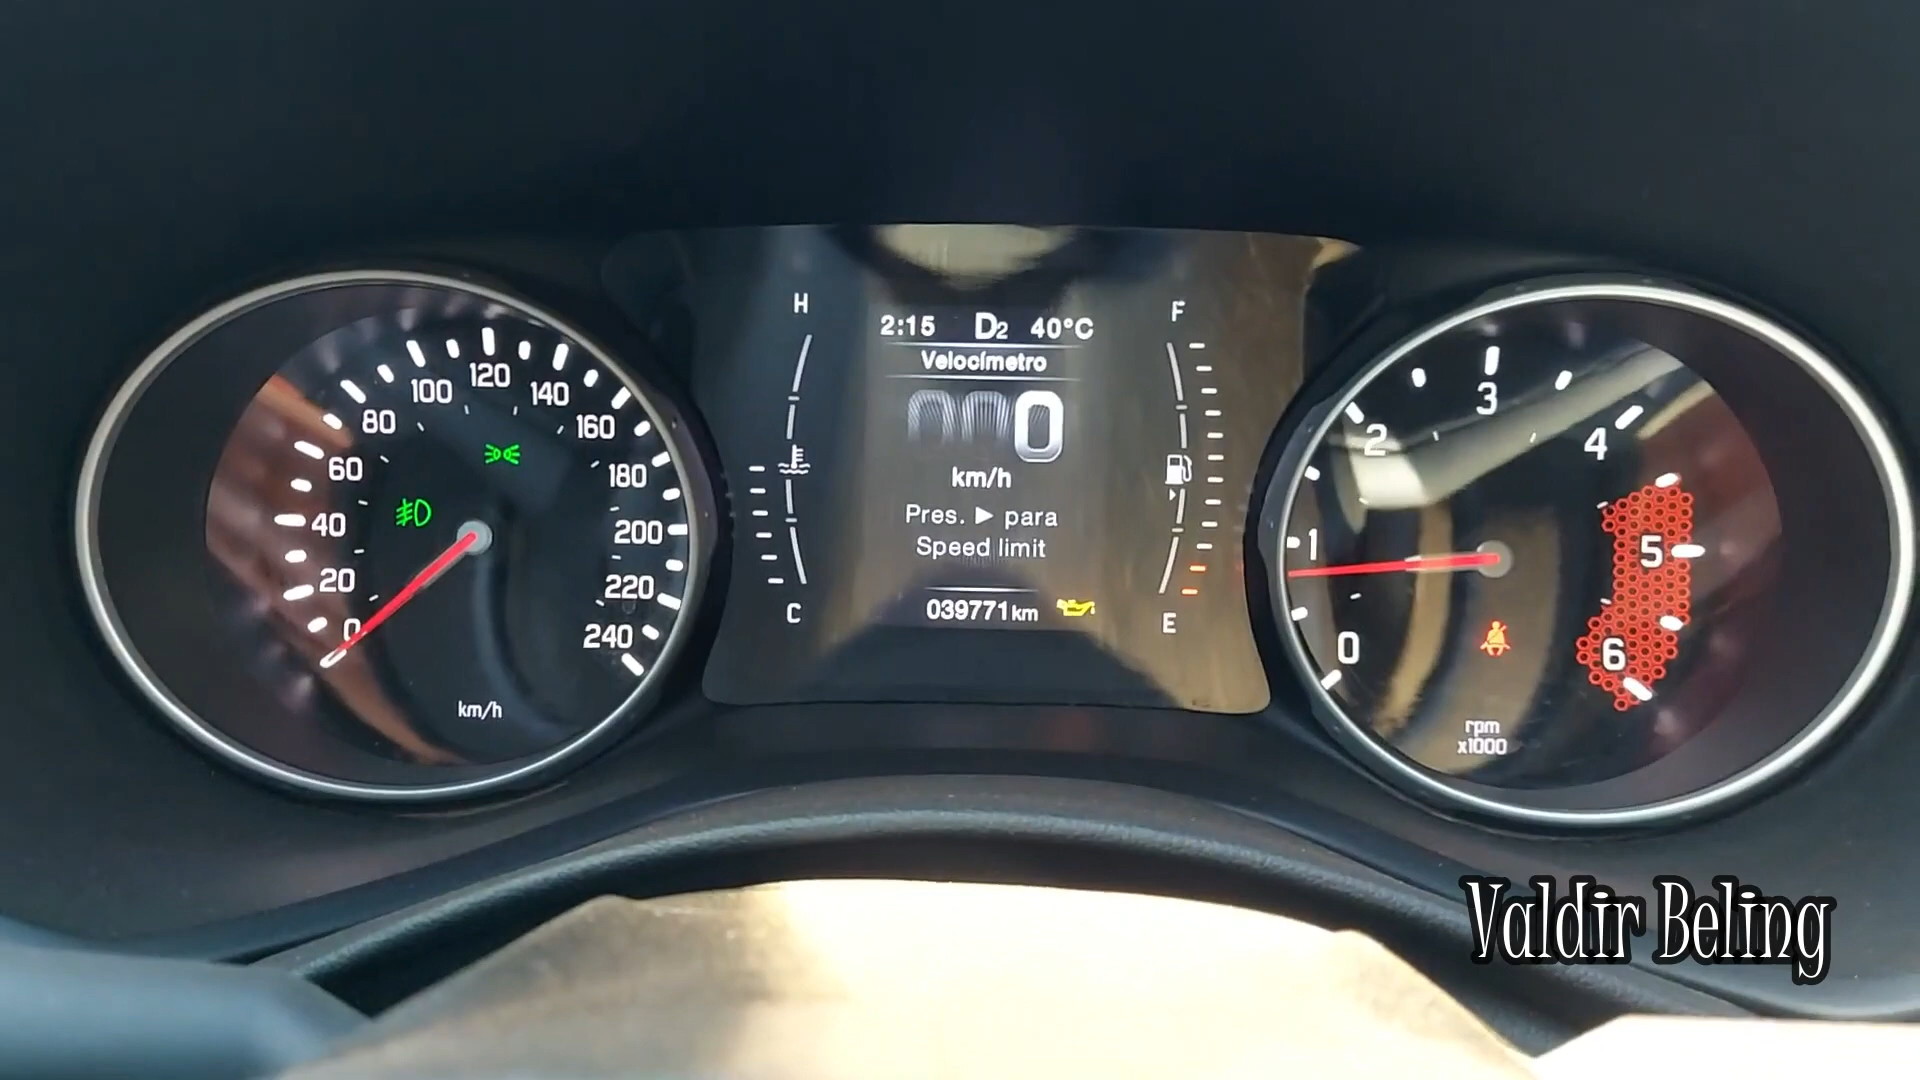 0
20
40
60
80
100
120
140
160
180
200
220
240
km/h
H
C
2:15 D2 40°C
Velocímetro
0
km/h
Pres. ► para
Speed limit
039771km
F
E
0
1
2
3
4
5
6
rpm
x1000
Valdir Beling